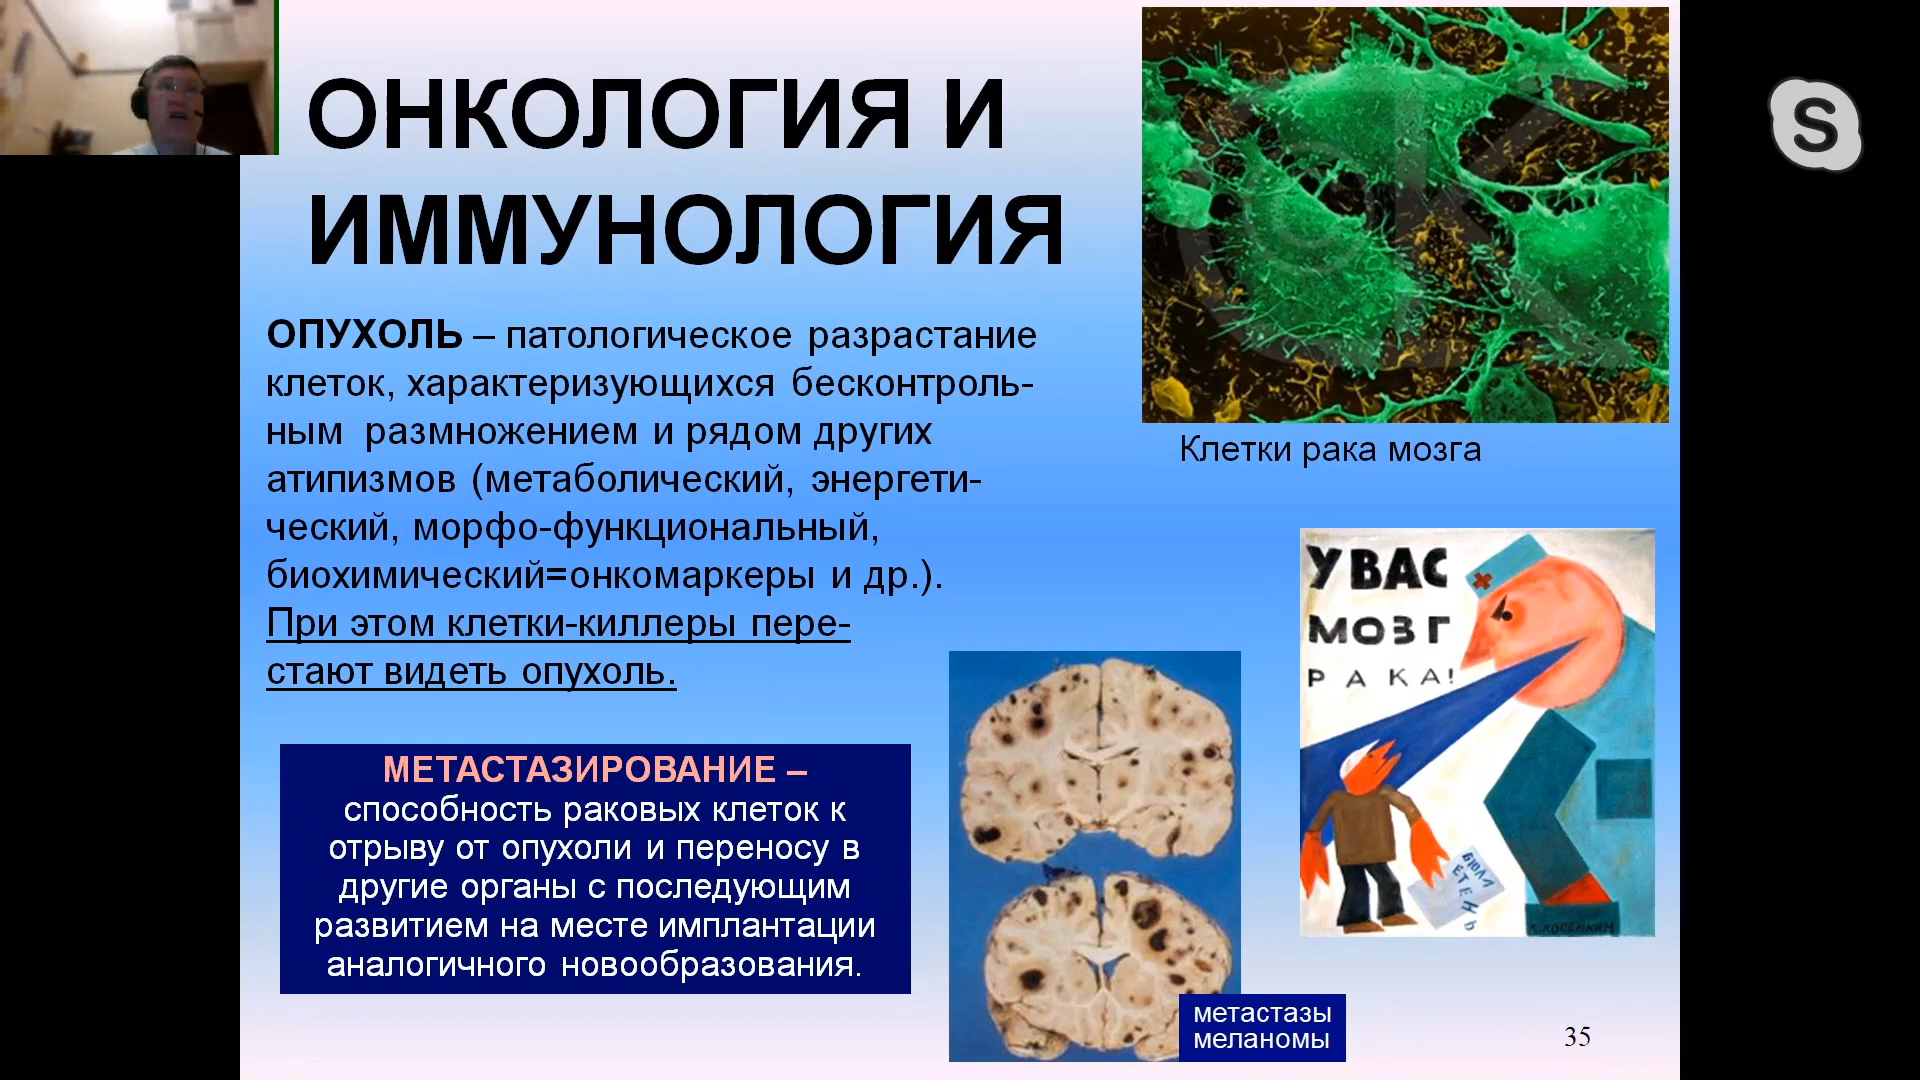 ОНКОЛОГИЯ И
ИММУНОЛОГИЯ
ОПУХОЛЬ – патологическое разрастание
клеток, характеризующихся бесконтроль-
ным размножением и рядом других
атипизмов (метаболический, энергети-
ческий, морфо-функциональный,
биохимический=онкомаркеры и др.).
При этом клетки-киллеры пере-
стают видеть опухоль.
МЕТАСТАЗИРОВАНИЕ –
способность раковых клеток к
отрыву от опухоли и переносу в
другие органы с последующим
развитием на месте имплантации
аналогичного новообразования.
Клетки рака мозга
У ВАС
МОЗГ
РАКА!
БЮЛЛ
ЕТЕНЬ
метастазы
меланомы
35
S